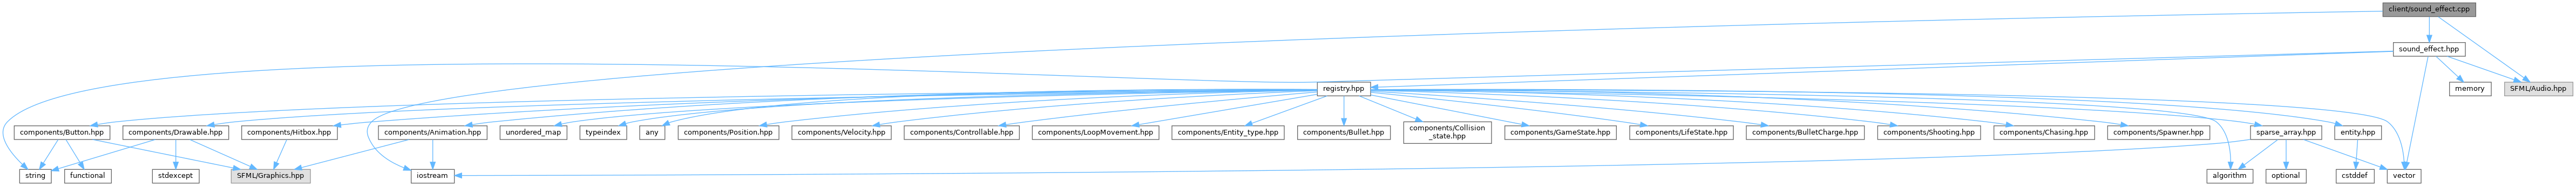 client/sound_effect.cpp
sound_effect.hpp
registry.hpp
memory
SFML/Audio.hpp
components/Button.hpp
components/Drawable.hpp
components/Hitbox.hpp
components/Animation.hpp
unordered_map
typeindex
any
components/Position.hpp
components/Velocity.hpp
components/Controllable.hpp
components/LoopMovement.hpp
components/Entity_type.hpp
components/Bullet.hpp
components/Collision
_state.hpp
components/GameState.hpp
components/LifeState.hpp
components/BulletCharge.hpp
components/Shooting.hpp
components/Chasing.hpp
components/Spawner.hpp
sparse_array.hpp
entity.hpp
string
functional
stdexcept
SFML/Graphics.hpp
iostream
algorithm
optional
cstddef
vector